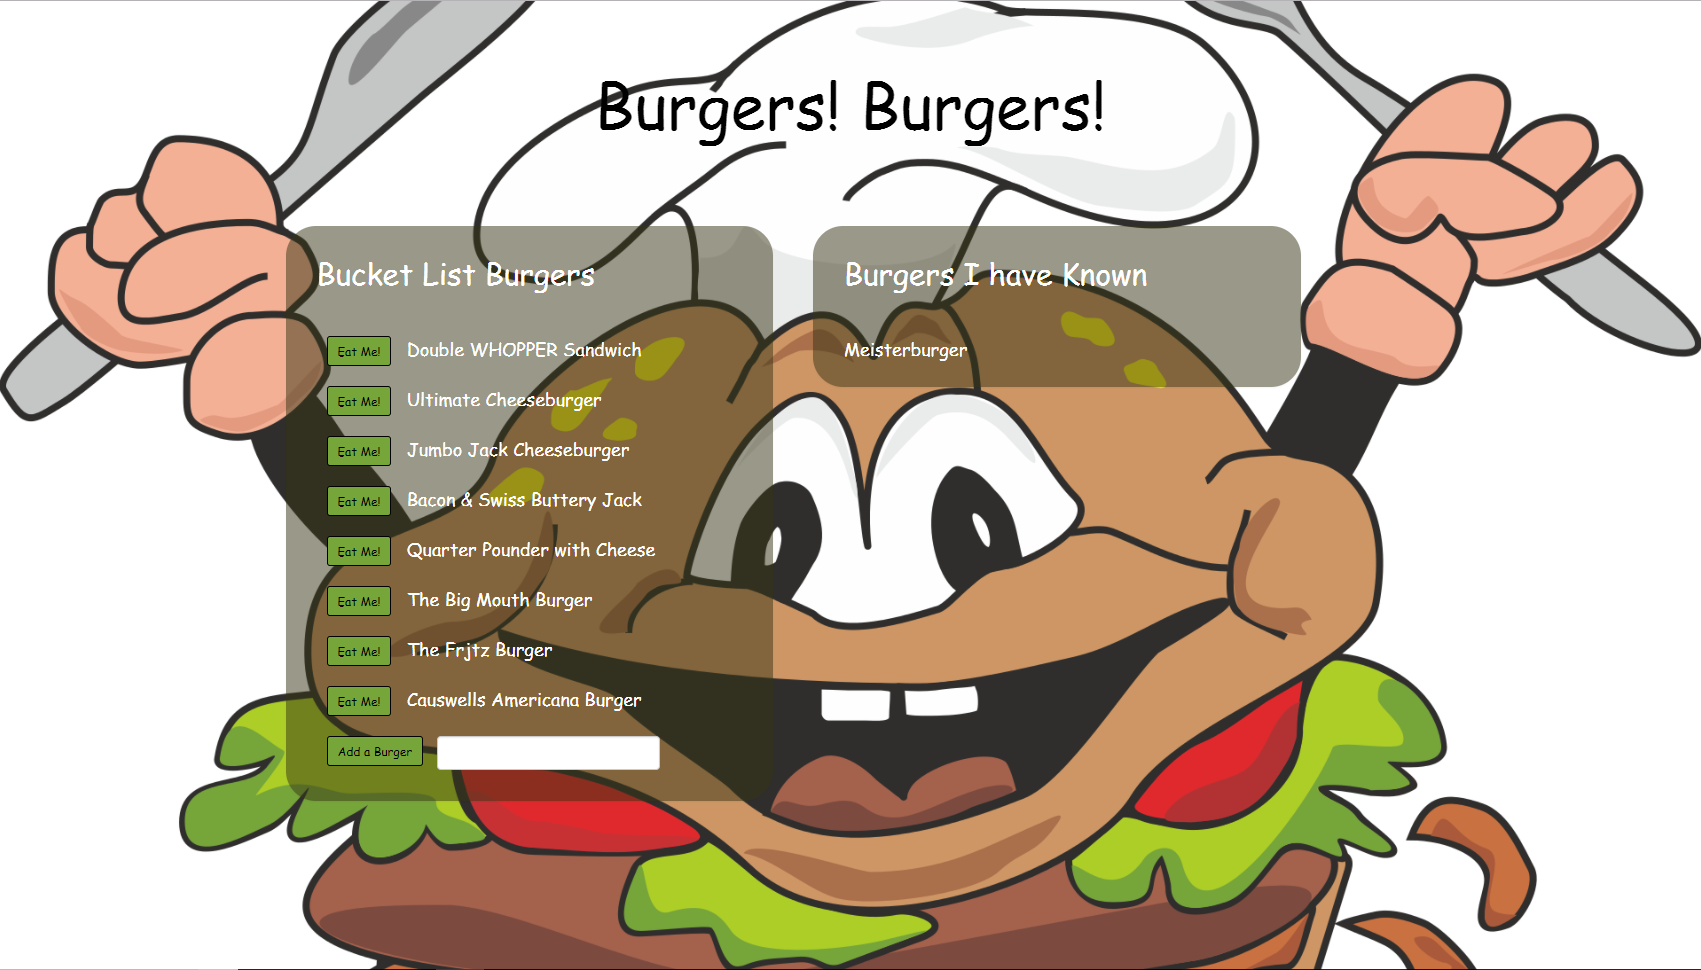 Burgers! Burgers!
Bucket List Burgers
Eat Me! Double WHOPPER Sandwich
Eat Me! Ultimate Cheeseburger
Eat Me! Jumbo Jack Cheeseburger
Eat Me! Bacon & Swiss Buttery Jack
Eat Me! Quarter Pounder with Cheese
Eat Me! The Big Mouth Burger
Eat Me! The Frjtz Burger
Eat Me! Causwells Americana Burger
Add a Burger
Burgers I have Known
Meisterburger